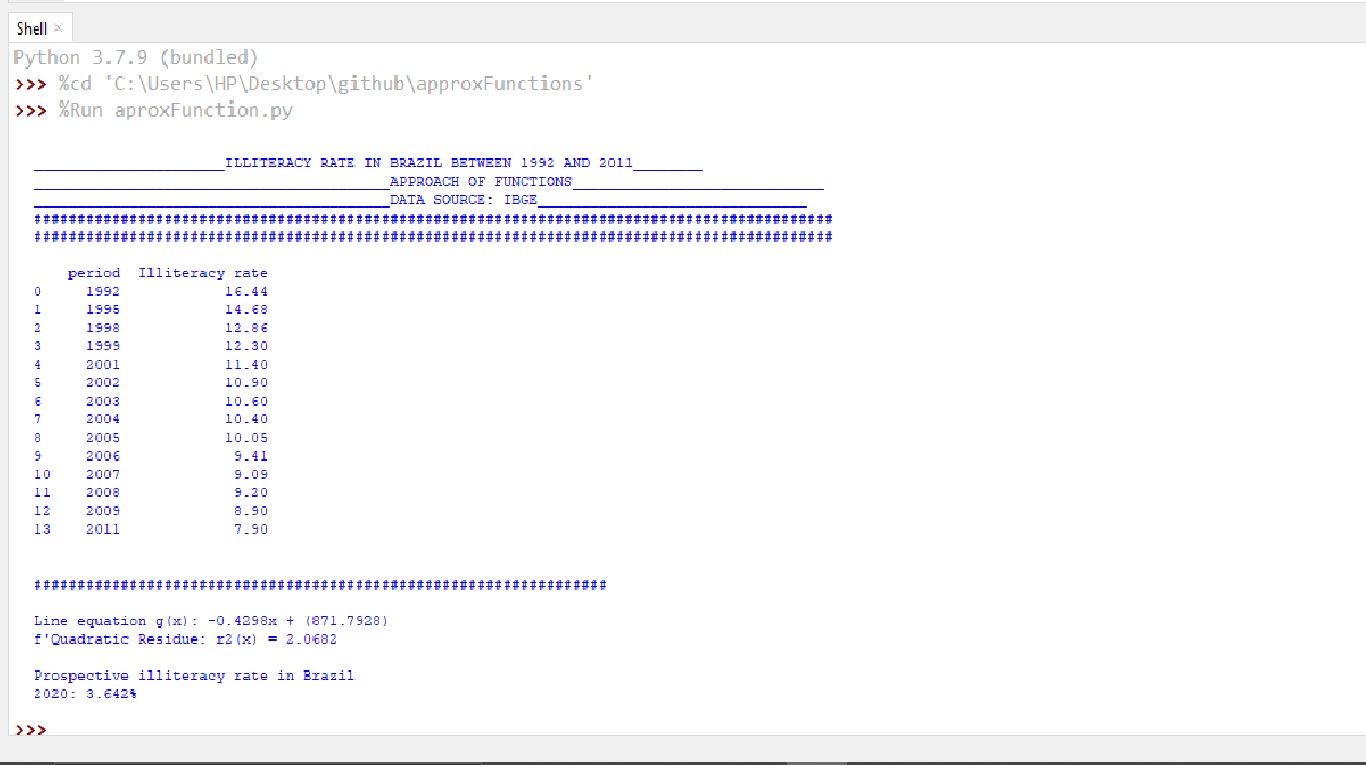 Shell ×
Python 3.7.9 (bundled)
>>> %cd 'C:\Users\HP\Desktop\github\approxFunctions'
>>> %Run aproxFunction.py
______________________ILLITERACY RATE IN BRAZIL BETWEEN 1992 AND 2011________
_________________________________________APPROACH OF FUNCTIONS_____________________________
_________________________________________DATA SOURCE: IBGE_______________________________
############################################################################################
############################################################################################
period Illiteracy rate
0 1992 16.44
1 1995 14.68
2 1998 12.86
3 1999 12.30
4 2001 11.40
5 2002 10.90
6 2003 10.60
7 2004 10.40
8 2005 10.05
9 2006 9.41
10 2007 9.09
11 2008 9.20
12 2009 8.90
13 2011 7.90
##################################################################
Line equation g(x): -0.4298x + (871.7928)
f'Quadratic Residue: r2(x) = 2.0682
Prospective illiteracy rate in Brazil
2020: 3.642%
>>>